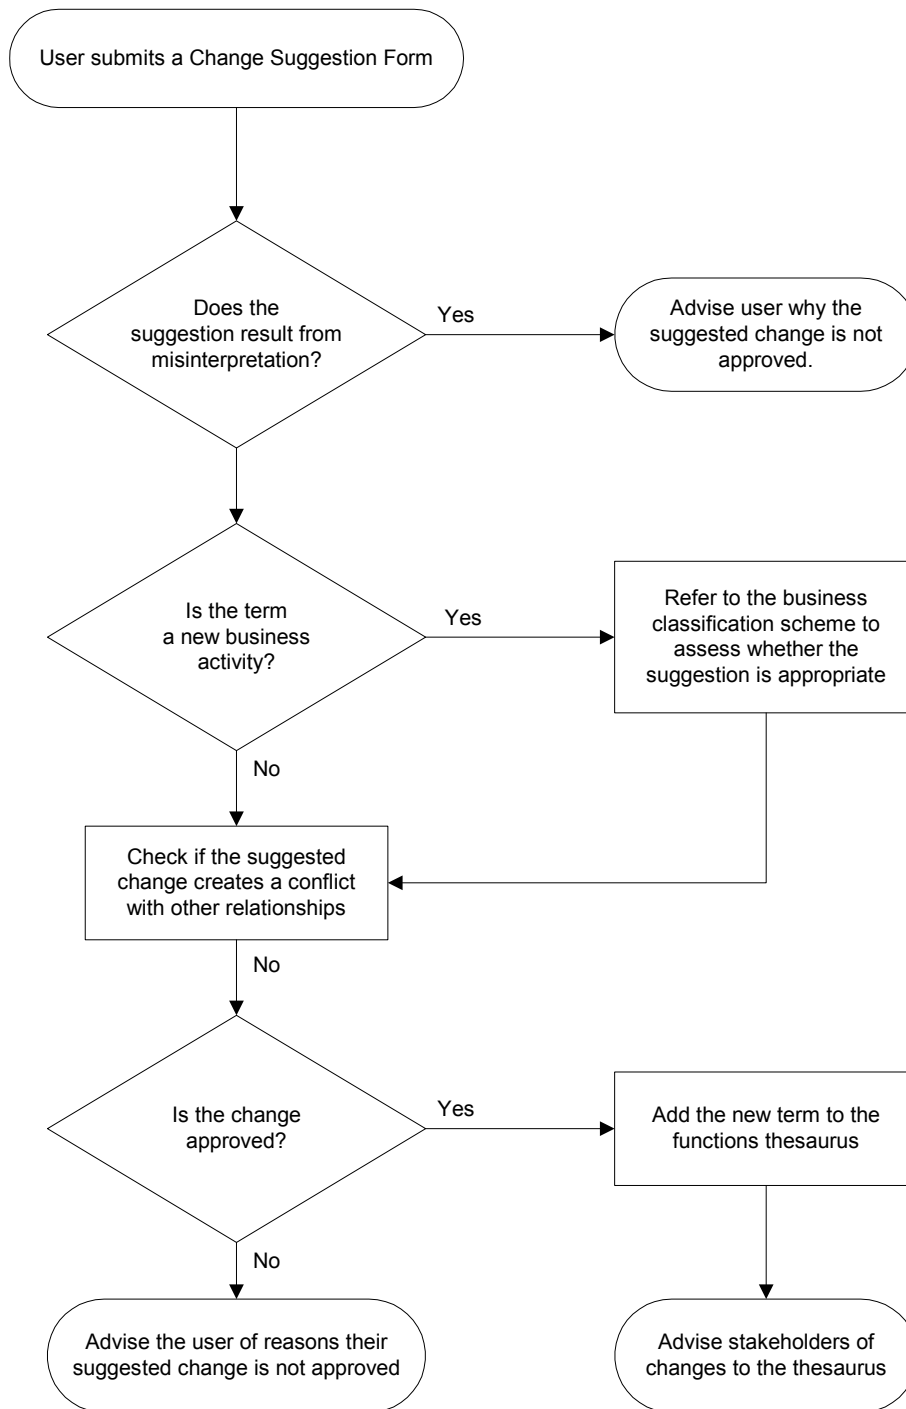 User submits a Change Suggestion Form
Does the
suggestion result from
misinterpretation?
Yes
Advise user why the
suggested change is not
approved.
Is the term
a new business
activity?
Yes
Refer to the business
classification scheme to
assess whether the
suggestion is appropriate
No
Check if the suggested
change creates a conflict
with other relationships
No
Is the change
approved?
Yes
Add the new term to the
functions thesaurus
No
Advise the user of reasons their
suggested change is not approved
Advise stakeholders of
changes to the thesaurus